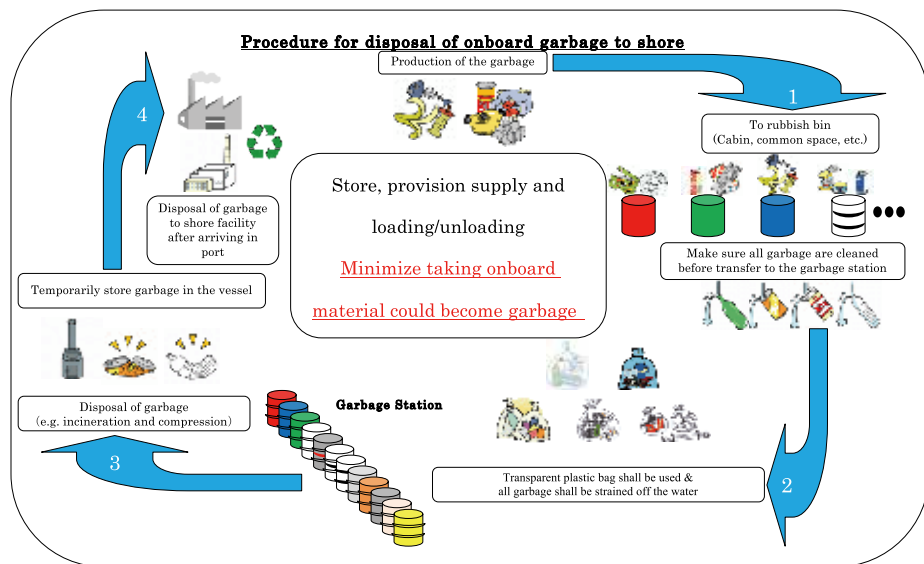 Procedure for disposal of onboard garbage to shore
Production of the garbage
1
To rubbish bin
(Cabin, common space, etc.)
Make sure all garbage are cleaned
before transfer to the garbage station
2
Transparent plastic bag shall be used &
all garbage shall be strained off the water
Garbage Station
3
Disposal of garbage
(e.g. incineration and compression)
Temporarily store garbage in the vessel
4
Disposal of garbage
to shore facility
after arriving in
port
Store, provision supply and
loading/unloading
Minimize taking onboard
material could become garbage